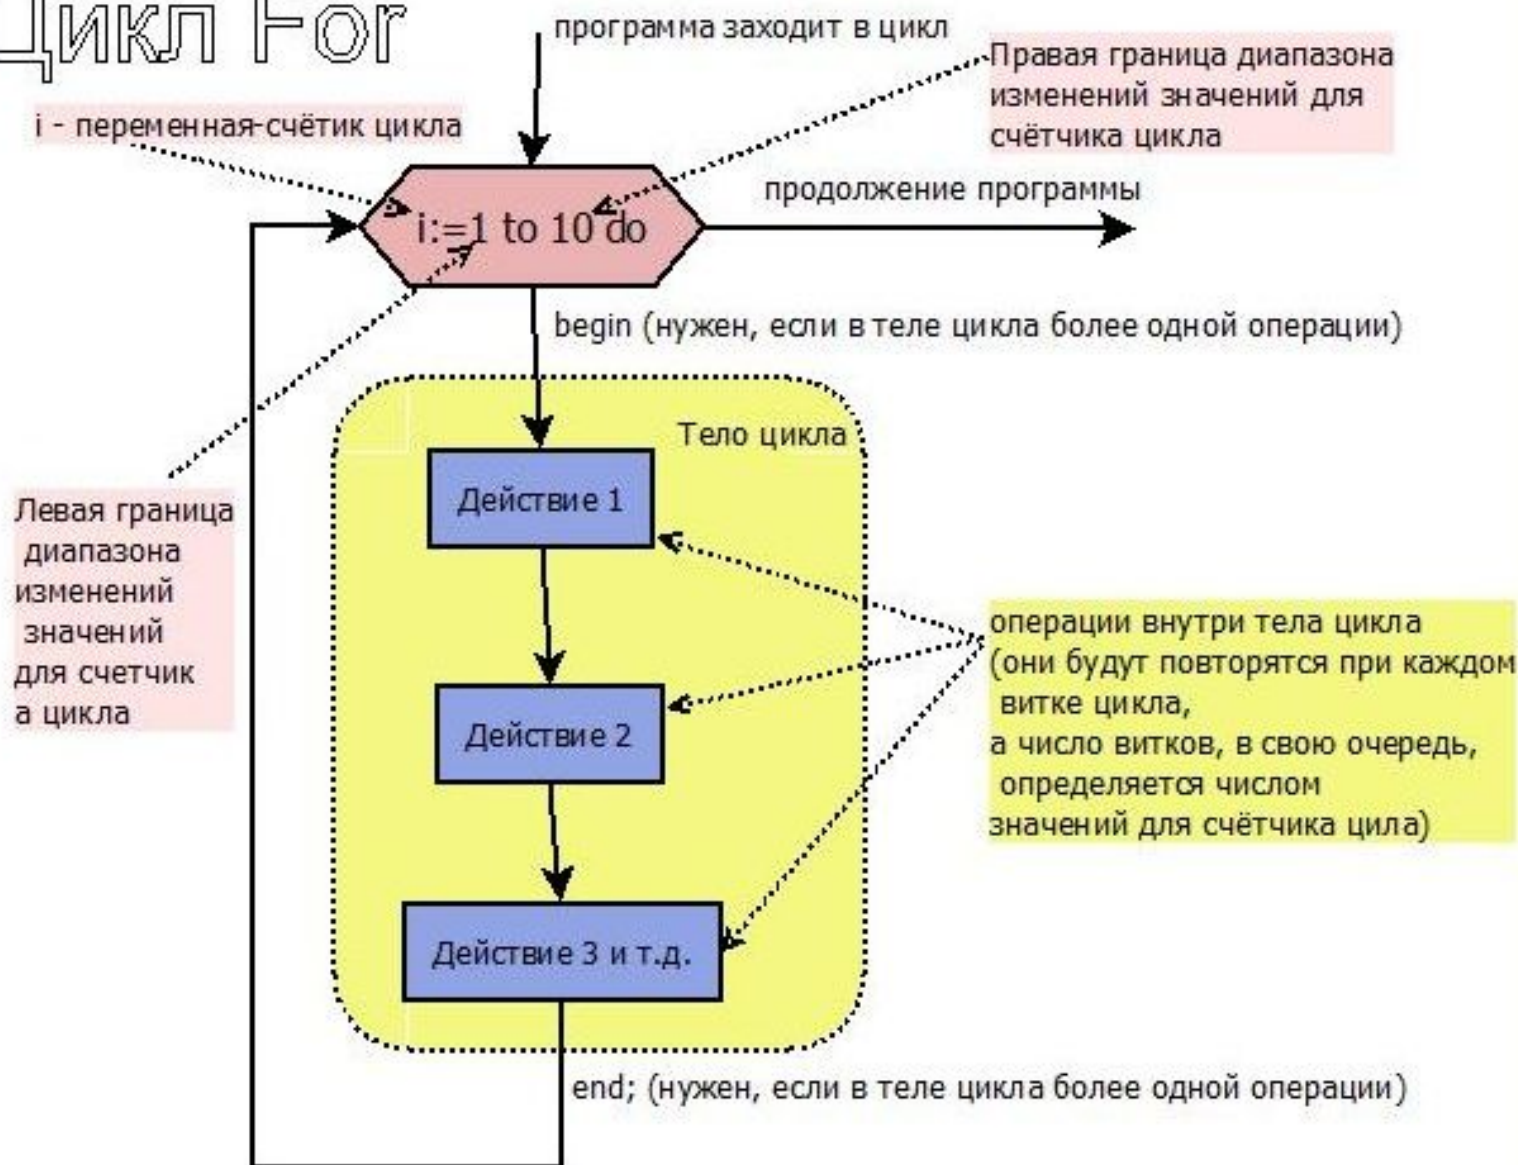 Цикл For
программа заходит в цикл
Правая граница диапазона
изменений значений для
счётчика цикла
i - переменная-счётик цикла
продолжение программы
i:=1 to 10 do
begin (нужен, если в теле цикла более одной операции)
Тело цикла
Действие 1
Левая граница
диапазона
изменений
значений
для счетчик
а цикла
операции внутри тела цикла
(они будут повторятся при каждом
витке цикла,
а число витков, в свою очередь,
определяется числом
значений для счётчика цила)
Действие 2
Действие 3 и т.д.
end; (нужен, если в теле цикла более одной операции)